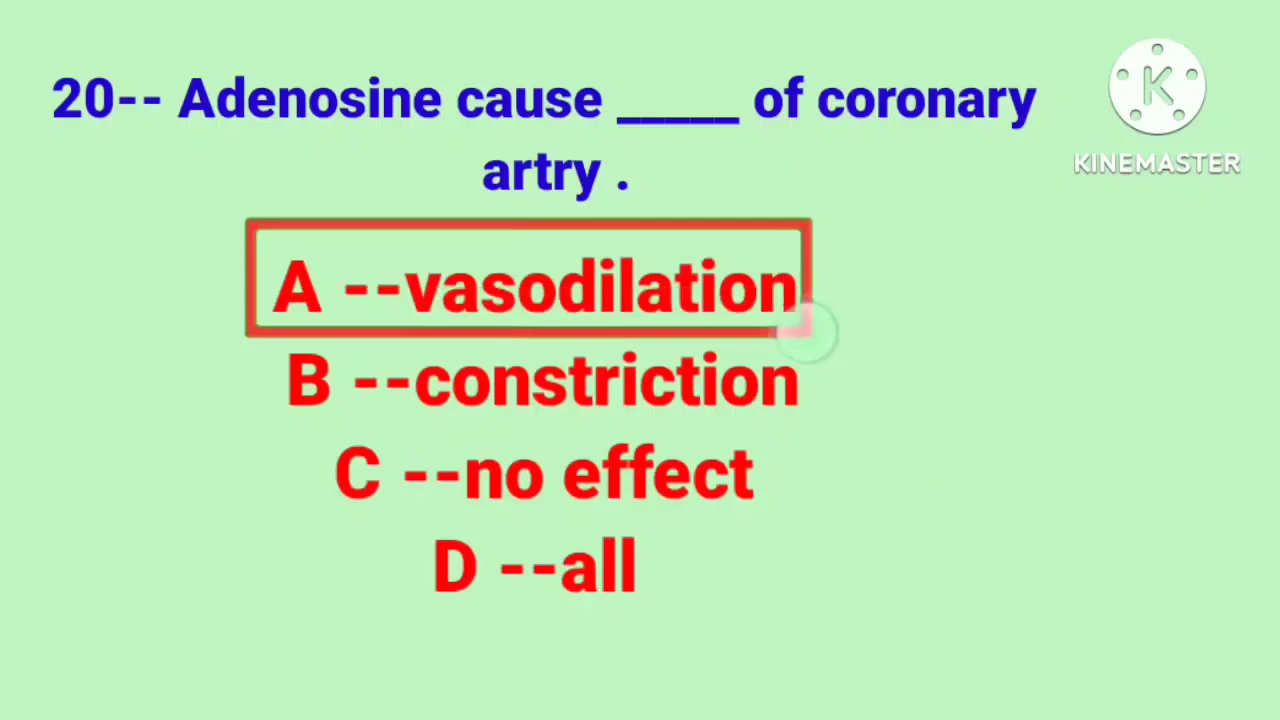 20-- Adenosine cause _____ of coronary
artry .
KINEMASTER
A --vasodilation
B --constriction
C --no effect
D --all